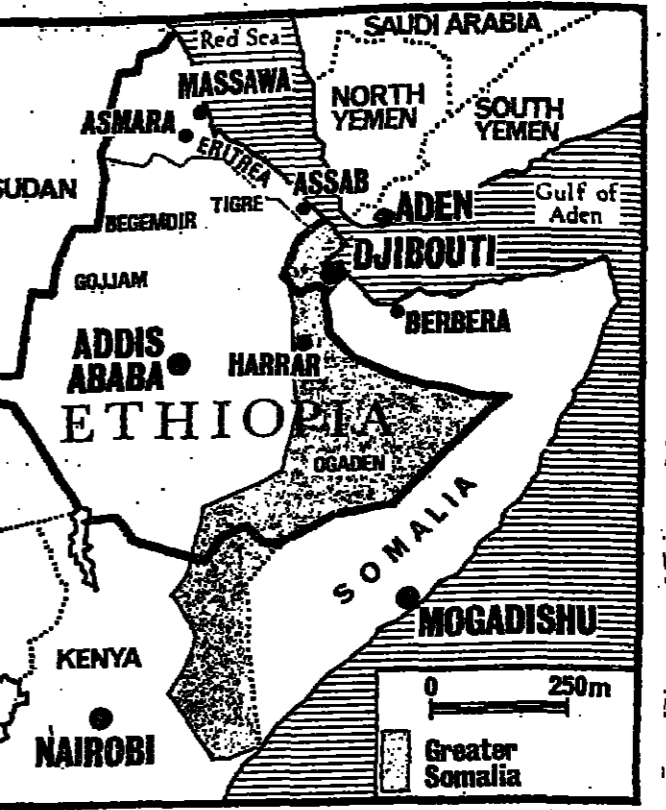 SAUDI ARABIA
Red Sea
MASSAWA
NORTH
YEMEN
SOUTH
YEMEN
ASMARA
ERITREA
ASSAB
SUDAN
TIGRE
ADEN
Gulf of
Aden
BEGEMDIR
DJIBOUTI
GOJJAM
BERBERA
ADDIS
ABABA
HARRAR
ETHIOPIA
OGADEN
SOMALIA
MOGADISHU
KENYA
0 250m
NAIROBI
Greater
Somalia